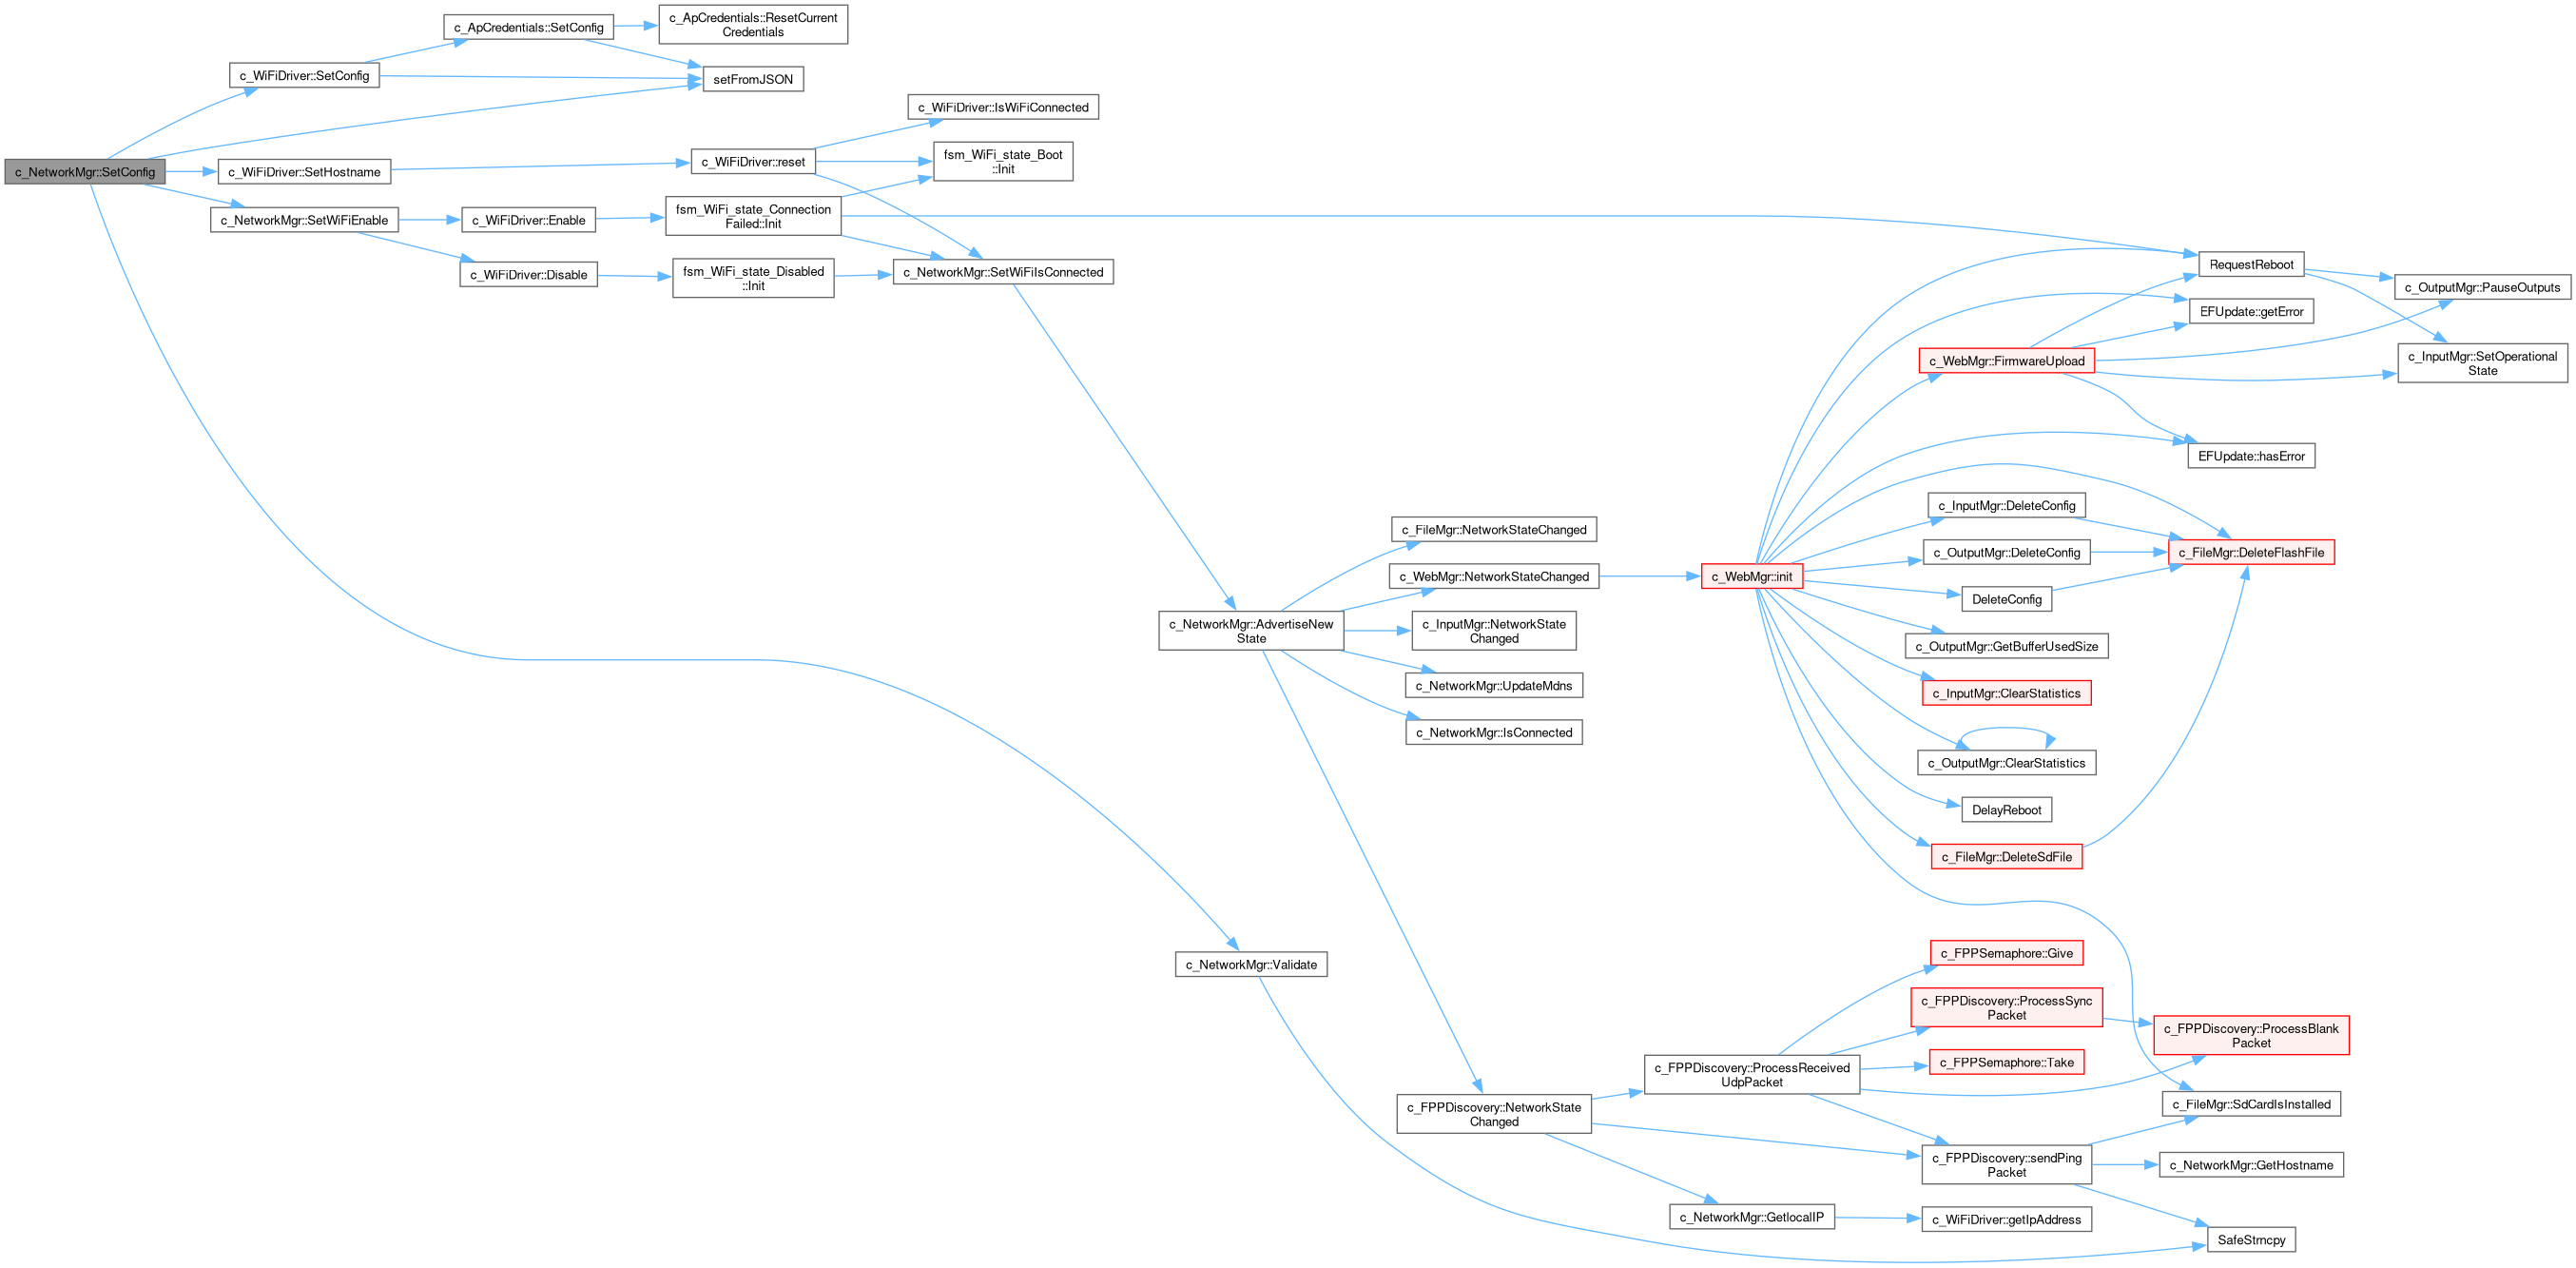 c_NetworkMgr::SetConfig
c_WiFiDriver::SetConfig
c_ApCredentials::SetConfig
c_ApCredentials::ResetCurrent
Credentials
setFromJSON
c_WiFiDriver::SetHostname
c_NetworkMgr::SetWiFiEnable
c_WiFiDriver::Enable
c_WiFiDriver::Disable
c_WiFiDriver::reset
c_WiFiDriver::IsWiFiConnected
fsm_WiFi_state_Boot
::Init
fsm_WiFi_state_Connection
Failed::Init
fsm_WiFi_state_Disabled
::Init
c_NetworkMgr::SetWiFiIsConnected
c_NetworkMgr::AdvertiseNew
State
c_FileMgr::NetworkStateChanged
c_WebMgr::NetworkStateChanged
c_InputMgr::NetworkState
Changed
c_NetworkMgr::UpdateMdns
c_NetworkMgr::IsConnected
c_NetworkMgr::Validate
c_FPPDiscovery::NetworkState
Changed
c_WebMgr::init
c_FPPDiscovery::ProcessReceived
UdpPacket
c_NetworkMgr::GetlocalIP
c_WebMgr::FirmwareUpload
c_InputMgr::DeleteConfig
c_OutputMgr::DeleteConfig
DeleteConfig
c_OutputMgr::GetBufferUsedSize
c_InputMgr::ClearStatistics
c_OutputMgr::ClearStatistics
DelayReboot
c_FileMgr::DeleteSdFile
c_FPPSemaphore::Give
c_FPPDiscovery::ProcessSync
Packet
c_FPPSemaphore::Take
c_FPPDiscovery::sendPing
Packet
c_WiFiDriver::getIpAddress
RequestReboot
EFUpdate::getError
EFUpdate::hasError
c_FileMgr::DeleteFlashFile
c_FPPDiscovery::ProcessBlank
Packet
c_FileMgr::SdCardIsInstalled
c_NetworkMgr::GetHostname
SafeStrncpy
c_OutputMgr::PauseOutputs
c_InputMgr::SetOperational
State